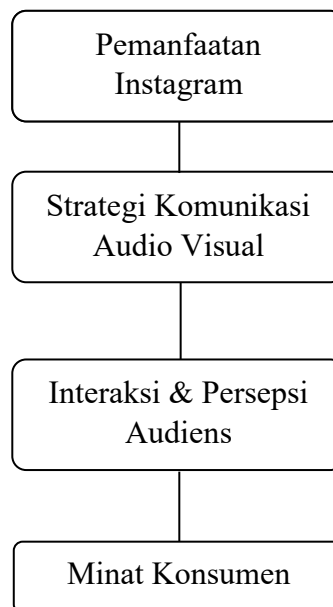 Pemanfaatan
Instagram
Strategi Komunikasi
Audio Visual
Interaksi & Persepsi
Audiens
Minat Konsumen